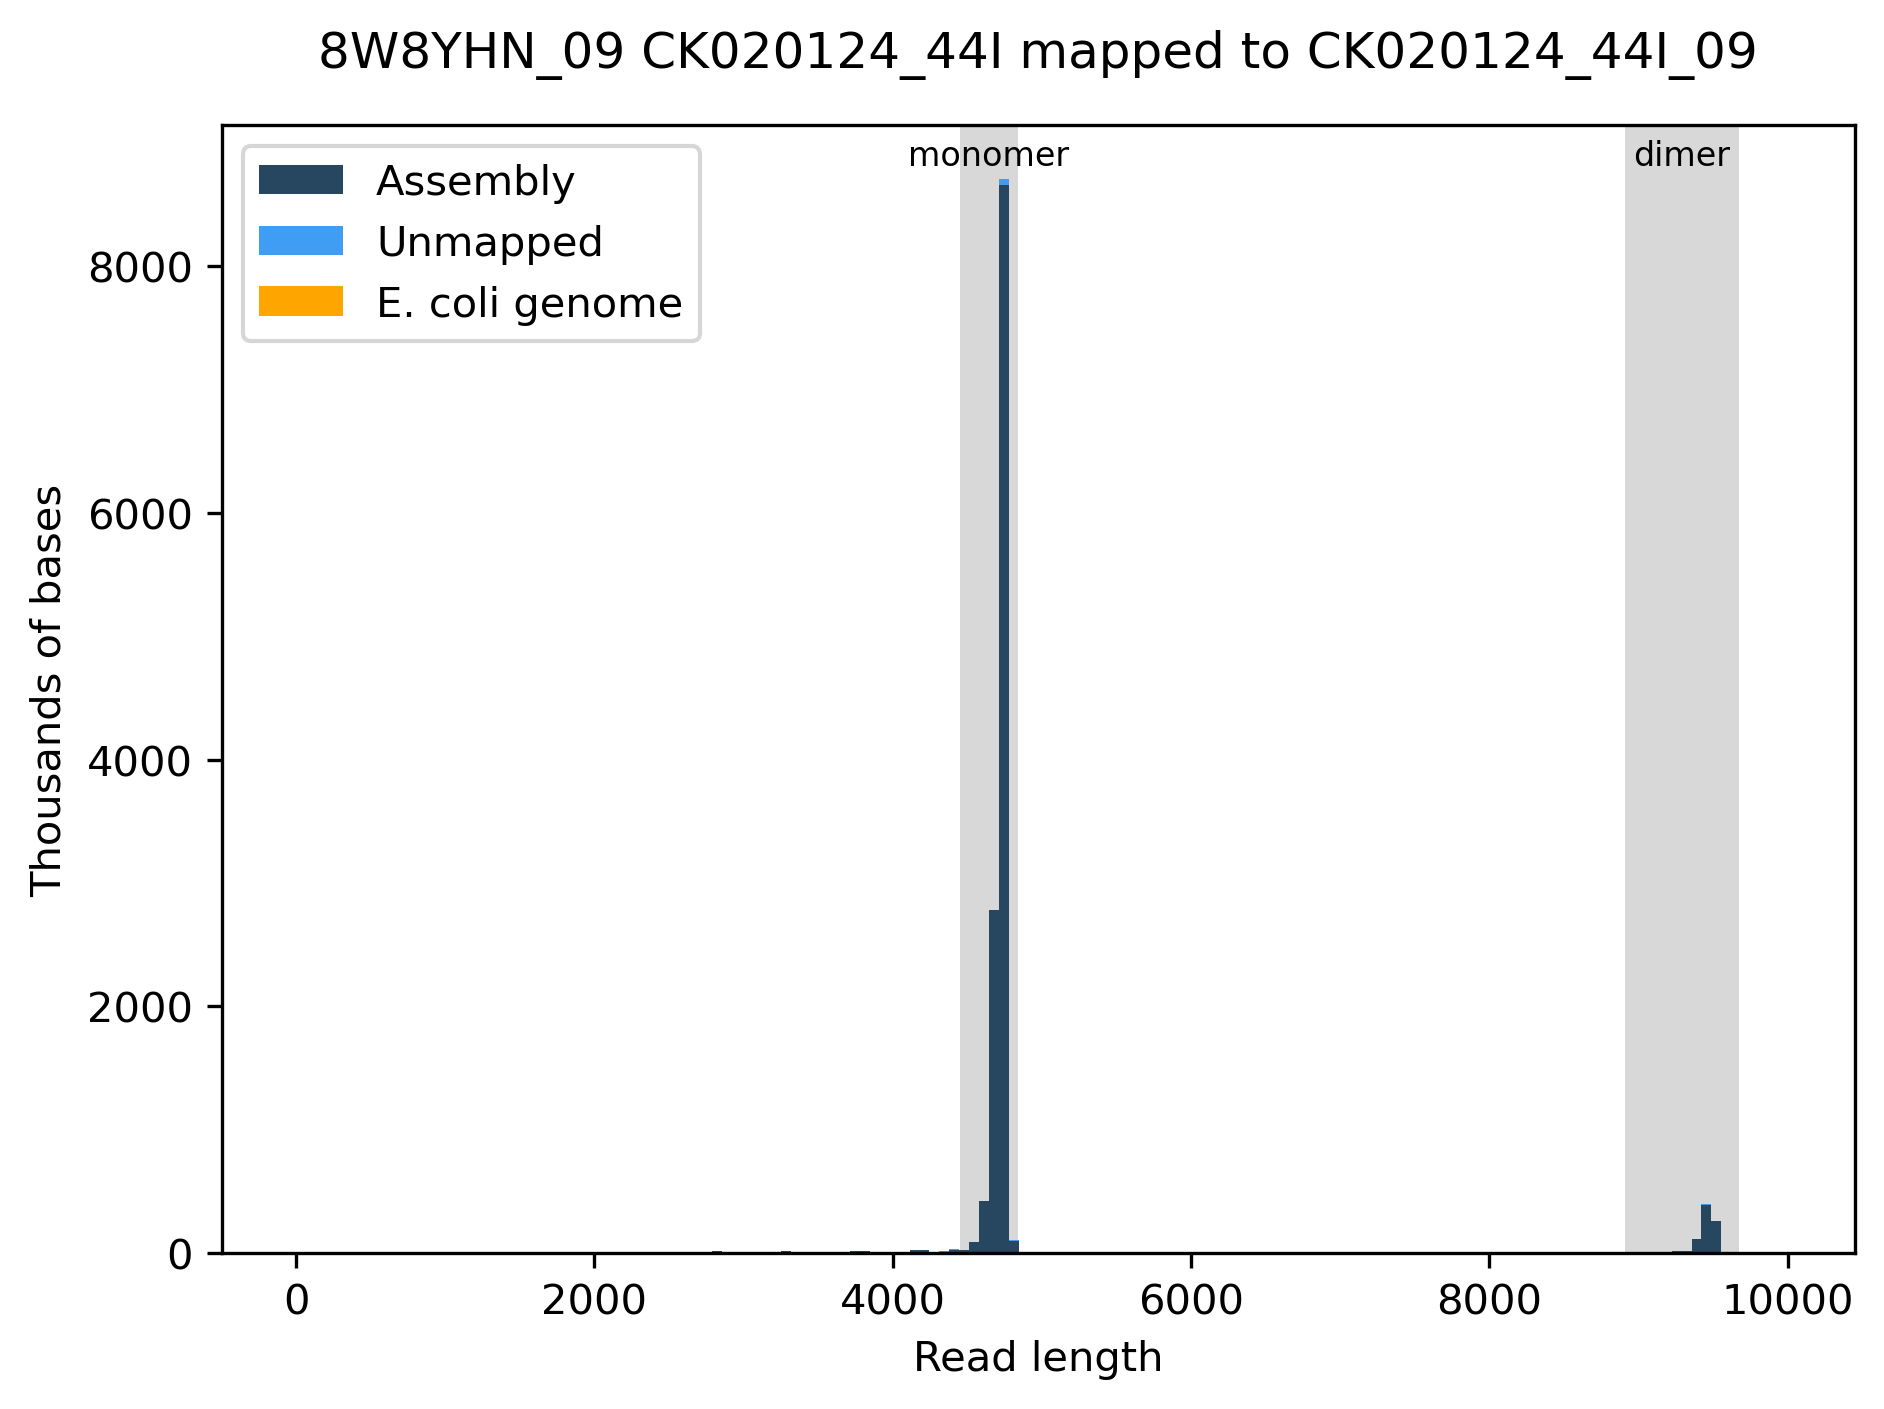 8W8YHN_09 CK020124_44I mapped to CK020124_44I_09
Assembly
Unmapped
E. coli genome
monomer
dimer
Thousands of bases
8000
6000
4000
2000
0
0 2000 4000 6000 8000 10000
Read length